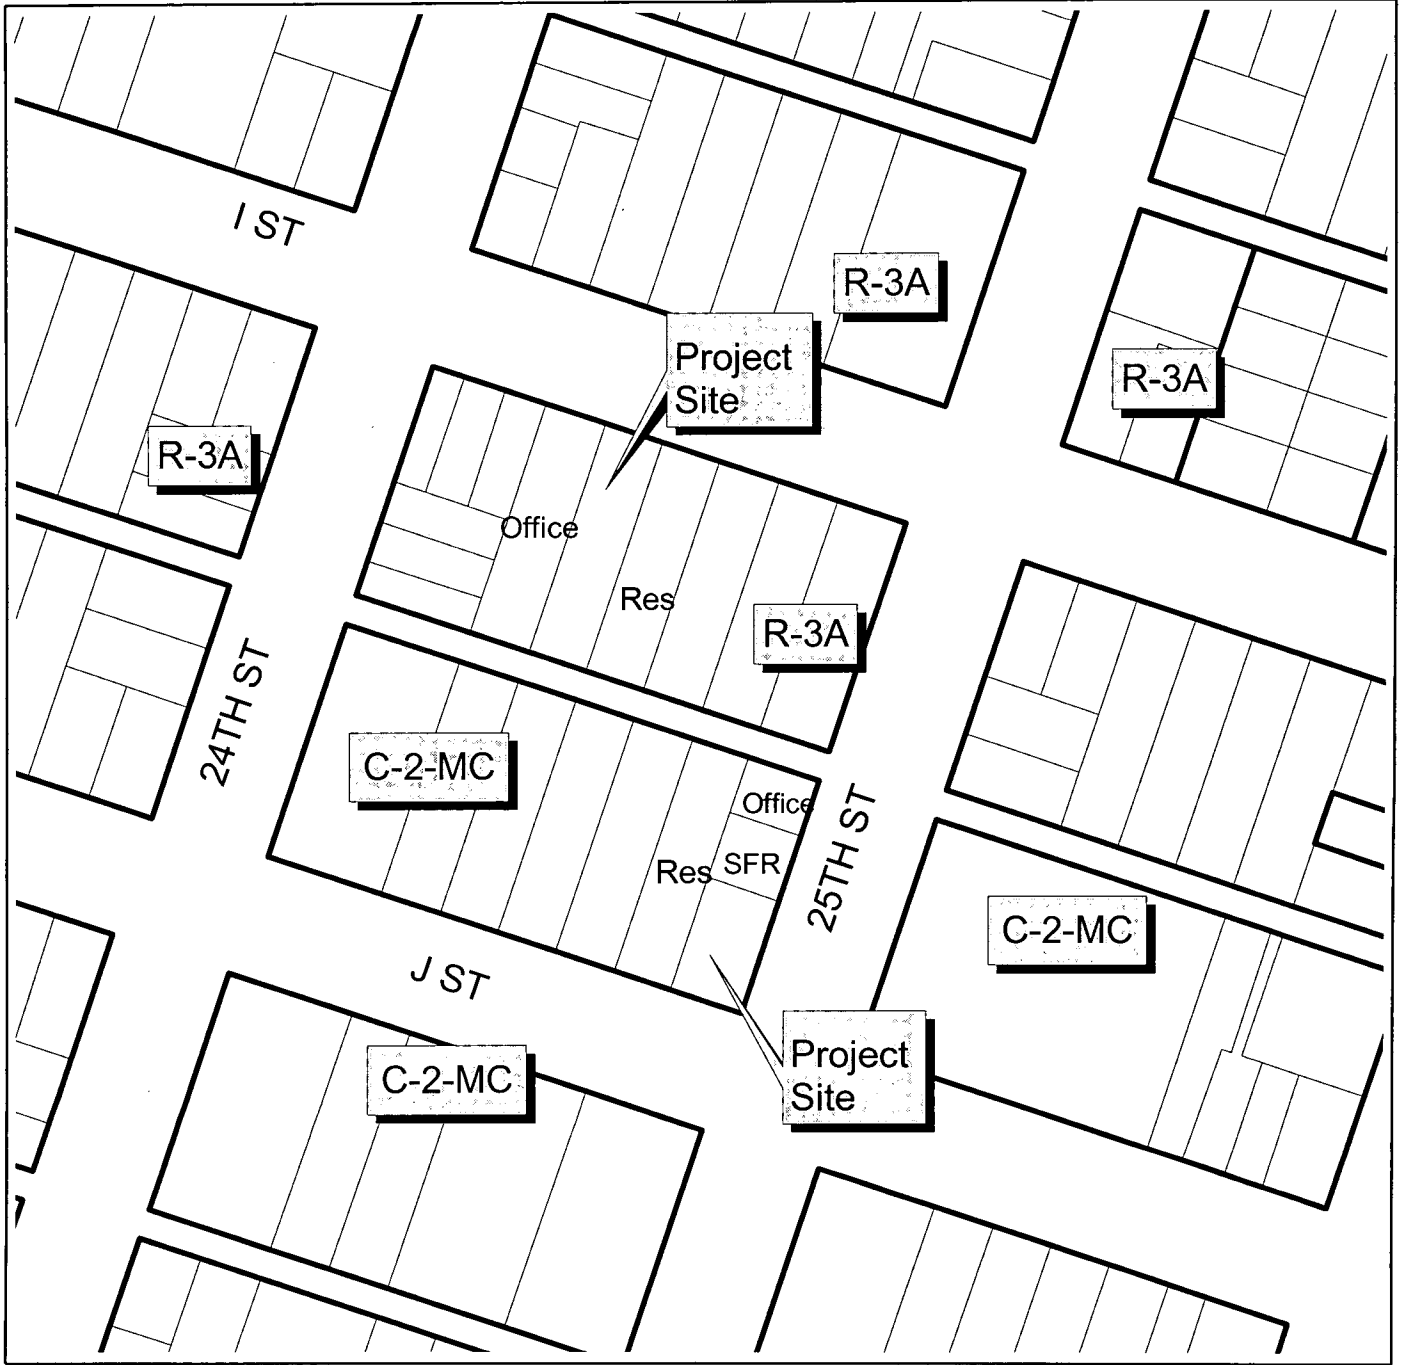 I ST
R-3A
Project
Site
R-3A
R-3A
Office
Res
R-3A
24TH ST
C-2-MC
Office
25TH ST
Res
SFR
C-2-MC
J ST
Project
Site
C-2-MC